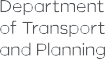 Department
of Transport
and Planning